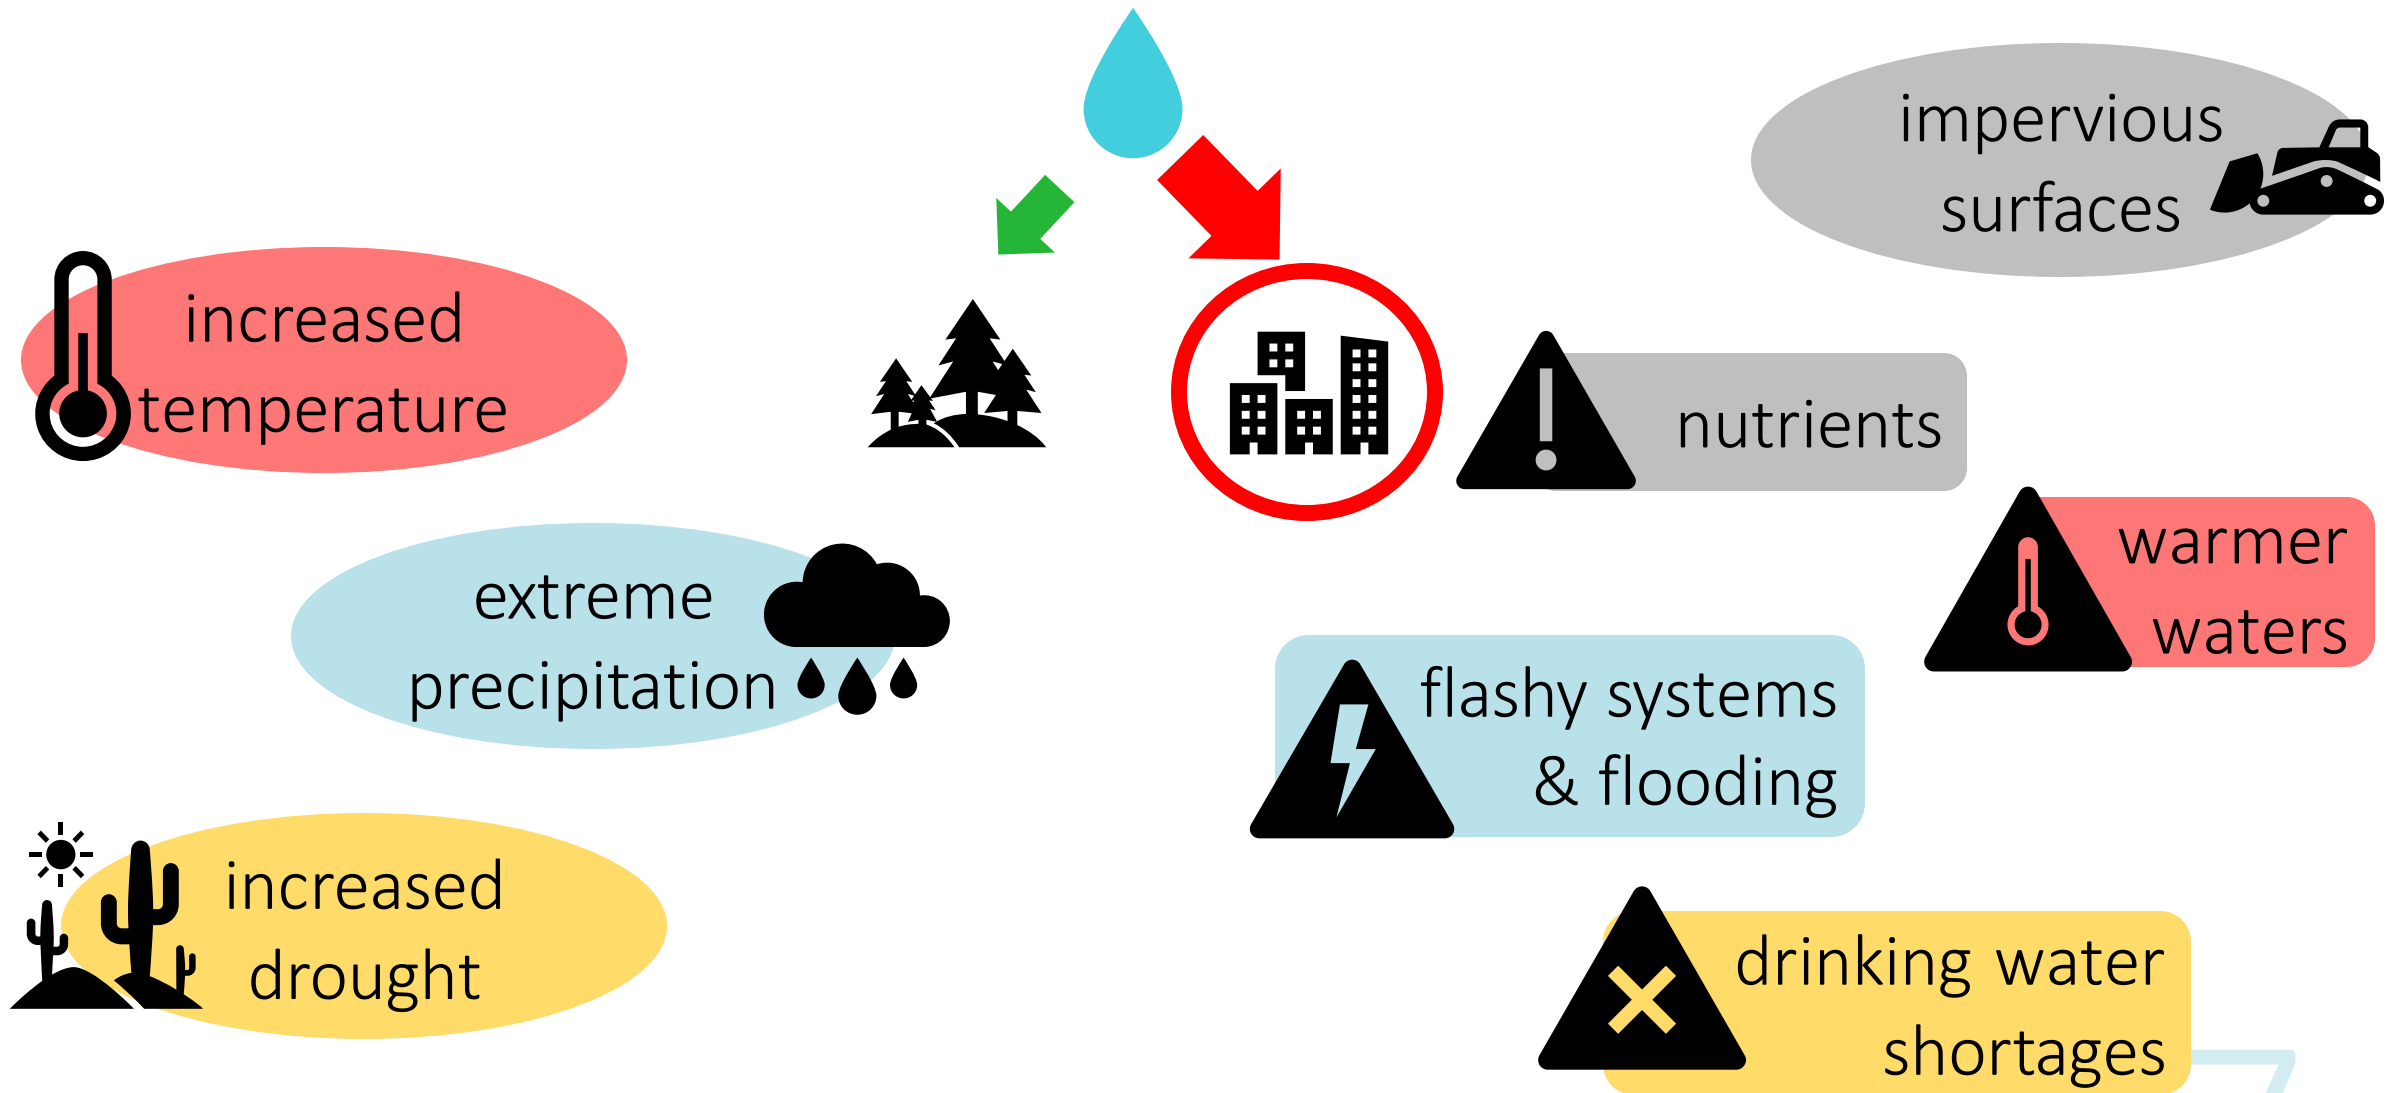 impervious
surfaces
increased
temperature
nutrients
warmer
waters
extreme
precipitation
flashy systems
& flooding
increased
drought
drinking water
shortages